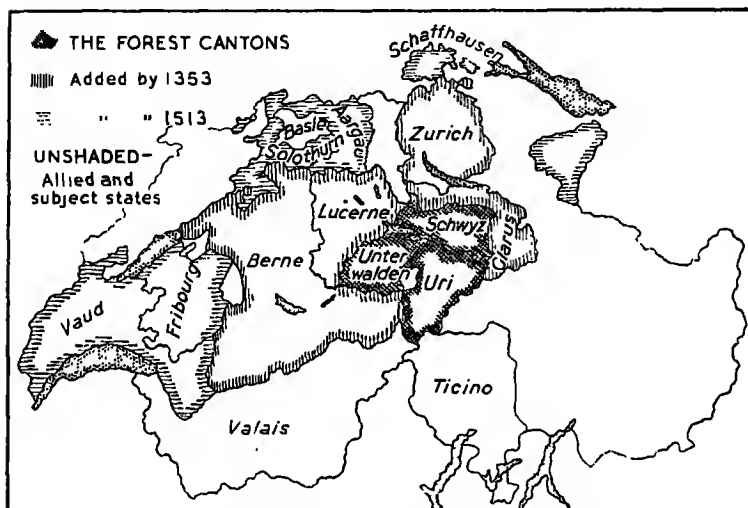 THE FOREST CANTONS
Added by 1353
" " 1513
UNSHADED-
Allied and
subject states
Schaffhausen
Basle
Aargau
Solothurn
Zurich
Lucerne
Schwyz
Glarus
Unter
walden
Uri
Berne
Fribourg
Vaud
Valais
Ticino